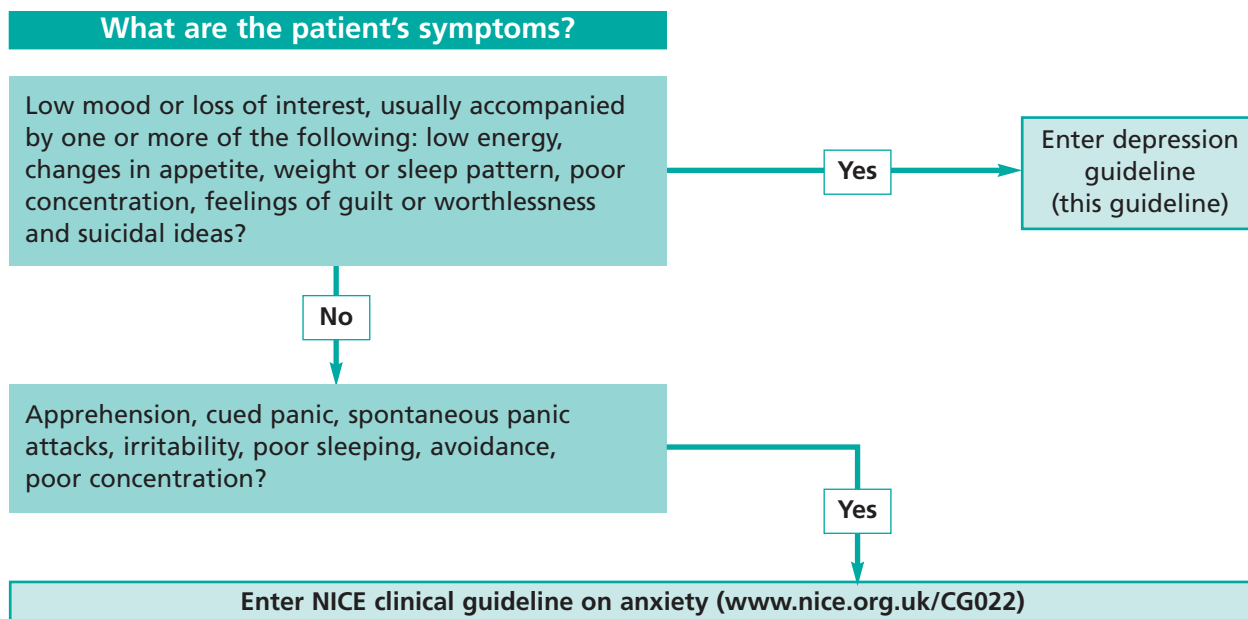 What are the patient's symptoms?
Low mood or loss of interest, usually accompanied
by one or more of the following: low energy,
changes in appetite, weight or sleep pattern, poor
concentration, feelings of guilt or worthlessness
and suicidal ideas?
Yes
Enter depression
guideline
(this guideline)
No
Apprehension, cued panic, spontaneous panic
attacks, irritability, poor sleeping, avoidance,
poor concentration?
Yes
Enter NICE clinical guideline on anxiety (www.nice.org.uk/CG022)